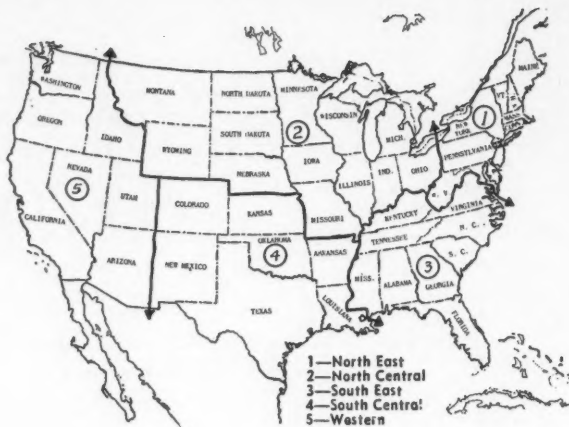 WASHINGTON
MONTANA
NORTH DAKOTA
MINNESOTA
MAINE
VT
OREGON
IDAHO
WYOMING
SOUTH DAKOTA
WISCONSIN
MICH.
NEW YORK
MASS
CONN
1
2
NEBRASKA
IOWA
PENNSYLVANIA
NEVADA
UTAH
COLORADO
KANSAS
MISSOURI
ILLINOIS
IND.
OHIO
VIRGINIA
KENTUCKY
5
CALIFORNIA
ARIZONA
NEW MEXICO
OKLAHOMA
4
ARKANSAS
TENNESSEE
N. C.
S. C.
MISS.
ALABAMA
3
GEORGIA
TEXAS
LOUISIANA
FLORIDA
1—North East
2—North Central
3—South East
4—South Central
5—Western